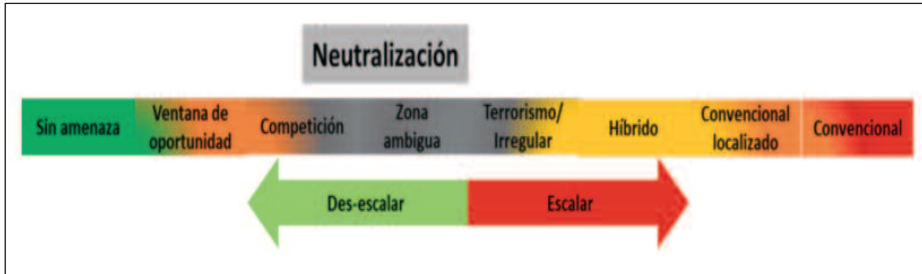 Neutralización
Sin amenaza
Ventana de
oportunidad
Competición
Zona
ambigua
Terrorismo/
Irregular
Híbrido
Convencional
localizado
Convencional
Des-escalar
Escalar